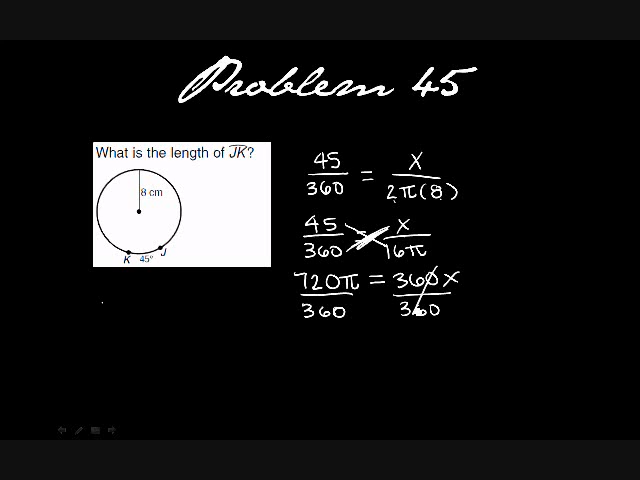 Problem 45
What is the length of JK?
8 cm
K 45° J
45/360 = x/2π(8)
45/360 = x/16π
720π/360 = 360x/360